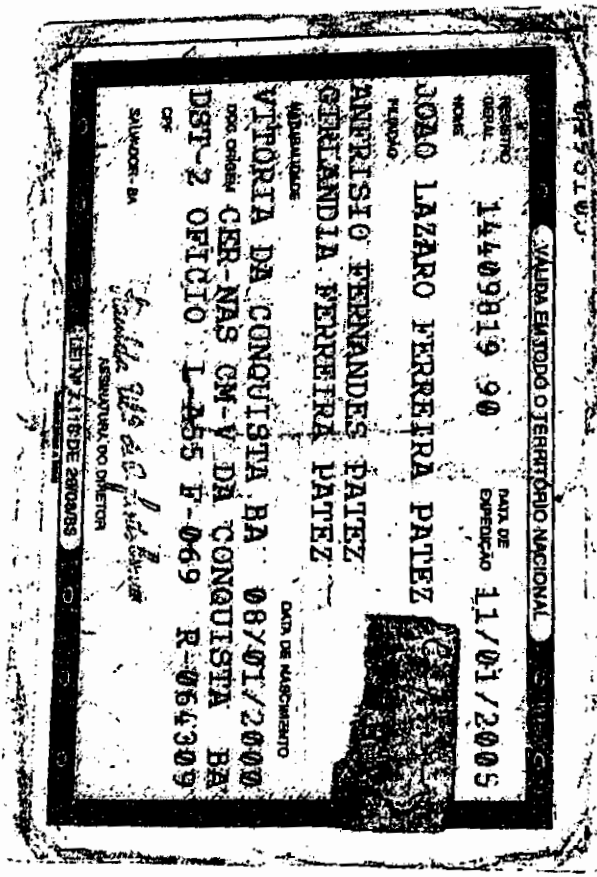 VÁLIDA EM TODO O TERRITÓRIO NACIONAL
REGISTRO GERAL 14409819 90 DATA DE EXPEDIÇÃO 11/01/2005
NOME
JOAO LAZARO FERREIRA PATEZ
FILIAÇÃO
ANFRISIO FERNANDES PATEZ
GIRLANDIA FERREIRA PATEZ
NATURALIDADE DATA DE NASCIMENTO
VITORIA DA CONQUISTA BA 08/01/2000
DOC. ORIGEM CER-NAS CM-V DA CONQUISTA BA
DST-2 OFICIO L-A55 F-069 R-064309
CPF
SALVADOR - BA
ASSINATURA DO DIRETOR
LEI Nº 7.116 DE 29/08/83